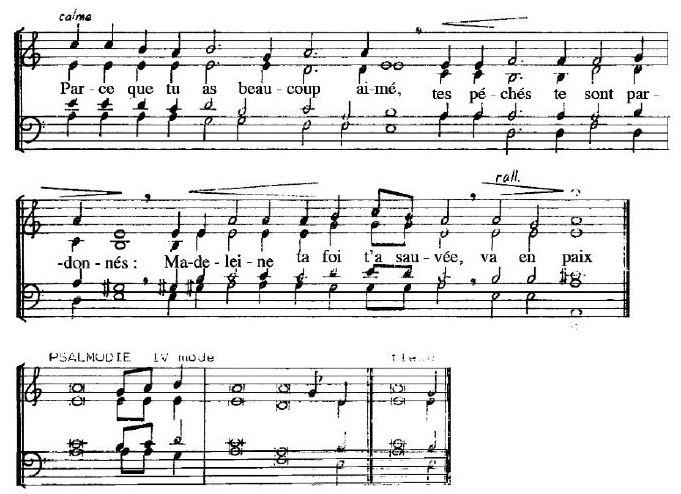 calme
Par-ce que tu as beau-coup ai-mé, tes pé-chés te sont par-
rall.
-don-nés : Ma-de-lei-ne ta foi t'a sau-vée, va en paix
PSALMODIE IV mode